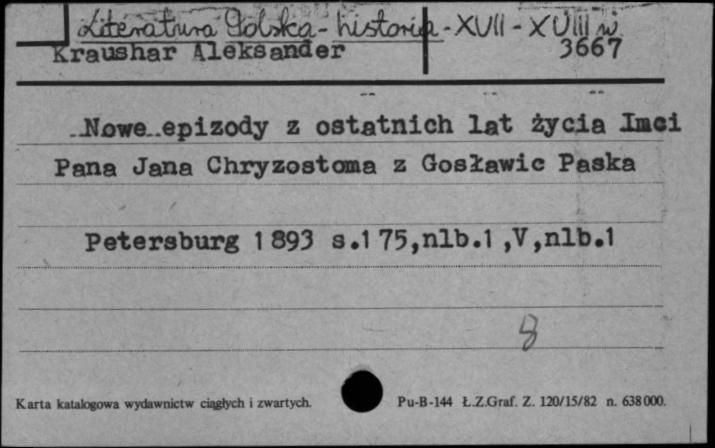 Literatura Polska - historia - XVII - XVIII w.
Kraushar Aleksander 3667
Nowe epizody z ostatnich lat życia Imci
Pana Jana Chryzostoma z Gosławic Paska
Petersburg 1893 s.175,nlb.1,V,nlb.1
8
Karta katalogowa wydawnictw ciągłych i zwartych. Pu-B-144 Ł.Z.Graf. Z. 120/15/82 n. 638000.